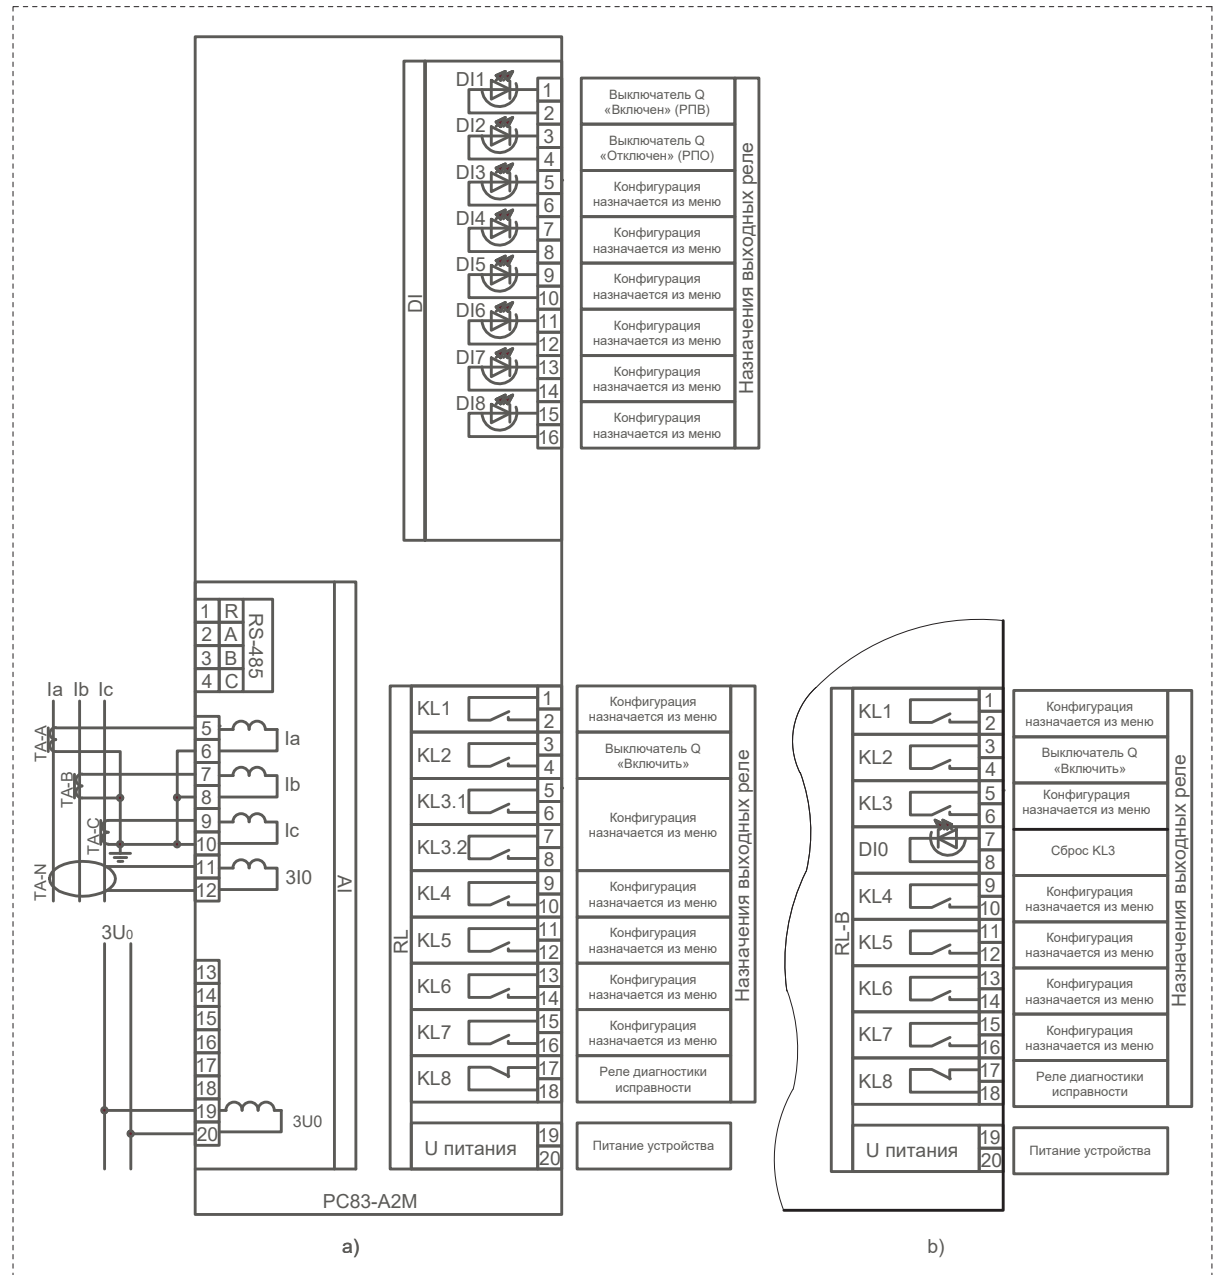 DI
DI1
1
2
Выключатель Q
«Включен» (РПВ)
DI2
3
4
Выключатель Q
«Отключен» (РПО)
DI3
5
6
Конфигурация
назначается из меню
DI4
7
8
Конфигурация
назначается из меню
DI5
9
10
Конфигурация
назначается из меню
DI6
11
12
Конфигурация
назначается из меню
DI7
13
14
Конфигурация
назначается из меню
DI8
15
16
Конфигурация
назначается из меню
Назначения выходных реле
1 R
2 A
3 B
4 C
RS-485
Ia Ib Ic
TA-A
TA-B
TA-C
TA-N
5
6
Ia
7
8
Ib
9
10
Ic
11
12
3I0
3U0
13
14
15
16
17
18
19
20
3U0
AI
RL
KL1
1
2
Конфигурация
назначается из меню
KL2
3
4
Выключатель Q
«Включить»
KL3.1
5
6
KL3.2
7
8
Конфигурация
назначается из меню
KL4
9
10
Конфигурация
назначается из меню
KL5
11
12
Конфигурация
назначается из меню
KL6
13
14
Конфигурация
назначается из меню
KL7
15
16
Конфигурация
назначается из меню
KL8
17
18
Реле диагностики
исправности
U питания
19
20
Питание устройства
Назначения выходных реле
РС83-А2М
a)
RL-B
KL1
1
2
Конфигурация
назначается из меню
KL2
3
4
Выключатель Q
«Включить»
KL3
5
6
Конфигурация
назначается из меню
DI0
7
8
Сброс KL3
KL4
9
10
Конфигурация
назначается из меню
KL5
11
12
Конфигурация
назначается из меню
KL6
13
14
Конфигурация
назначается из меню
KL7
15
16
Конфигурация
назначается из меню
KL8
17
18
Реле диагностики
исправности
U питания
19
20
Питание устройства
Назначения выходных реле
b)